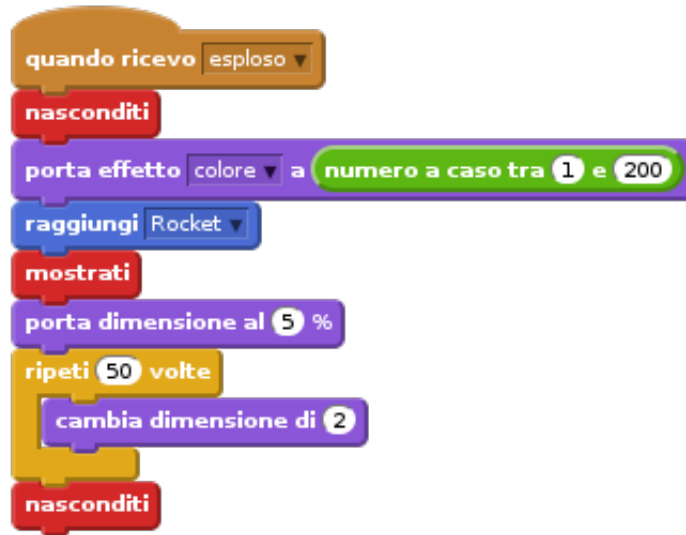 quando ricevo esploso
nasconditi
porta effetto colore a numero a caso tra 1 e 200
raggiungi Rocket
mostrati
porta dimensione al 5 %
ripeti 50 volte
cambia dimensione di 2
nasconditi